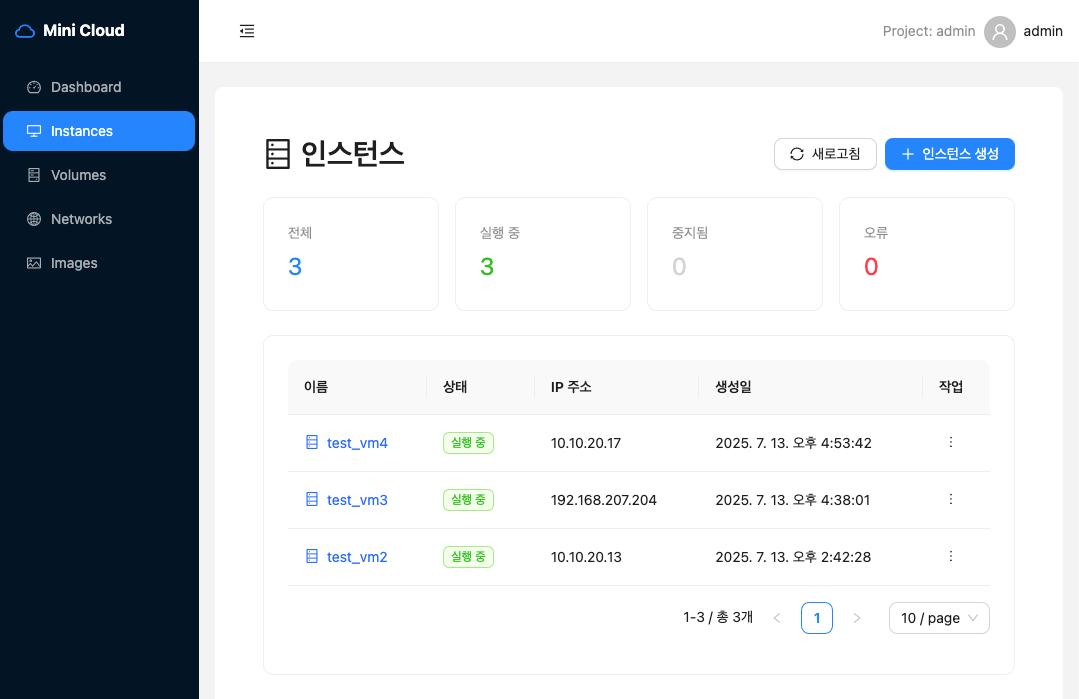 Mini Cloud
Project: admin admin
Dashboard
Instances
Volumes
Networks
Images
인스턴스
새로고침
인스턴스 생성
전체
3
실행 중
3
중지됨
0
오류
0
이름 상태 IP 주소 생성일 작업
test_vm4 실행 중 10.10.20.17 2025. 7. 13. 오후 4:53:42
test_vm3 실행 중 192.168.207.204 2025. 7. 13. 오후 4:38:01
test_vm2 실행 중 10.10.20.13 2025. 7. 13. 오후 2:42:28
1-3 / 총 3개 < 1 > 10 / page